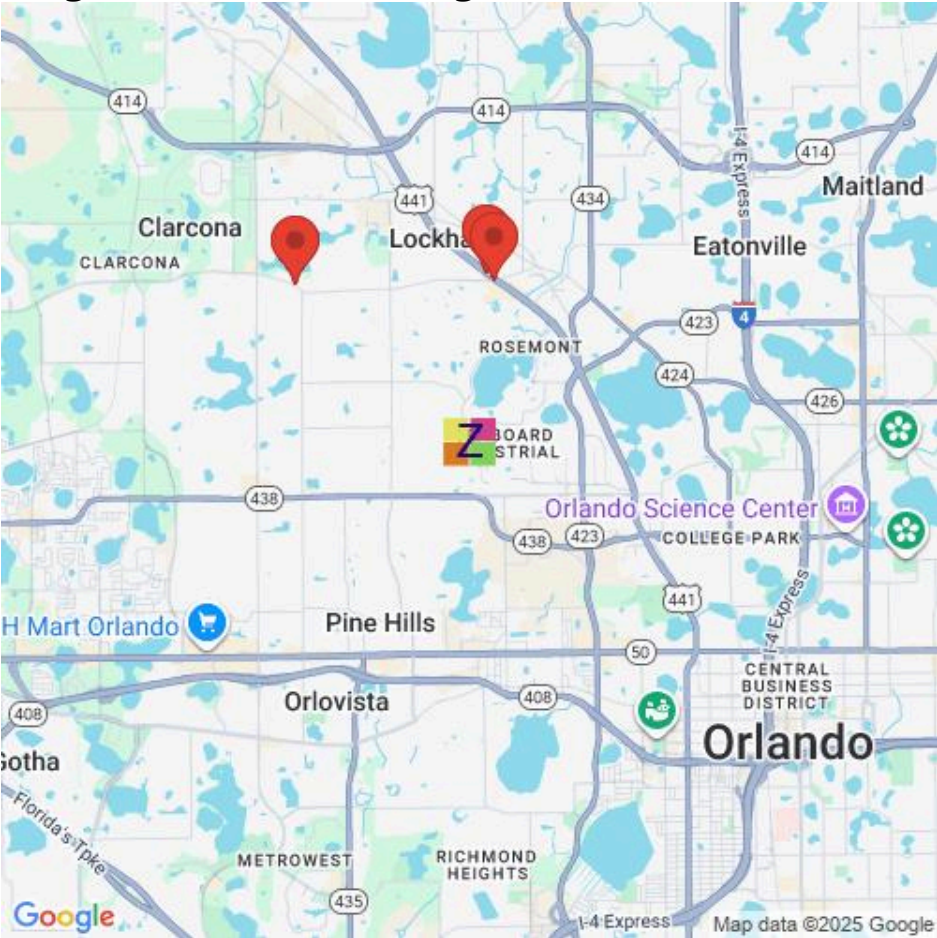 414
414
414
I-4 Express
Maitland
441
434
Clarcona
Lockha
Eatonville
CLARCONA
4
423
ROSEMONT
424
426
Z
BOARD
STRIAL
438
Orlando Science Center
438
423
COLLEGE PARK
441
I-4 Express
H Mart Orlando
Pine Hills
50
CENTRAL
BUSINESS
DISTRICT
Orlovista
408
408
Gotha
Orlando
Florida's Tpke
METROWEST
RICHMOND
HEIGHTS
435
Google
I-4 Express
Map data ©2025 Google